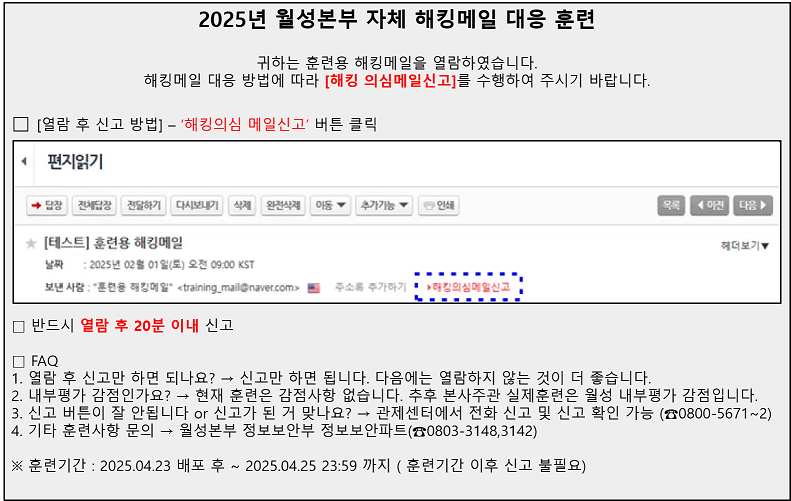 2025년 월성본부 자체 해킹메일 대응 훈련
귀하는 훈련용 해킹메일을 열람하였습니다.
해킹메일 대응 방법에 따라 [해킹 의심메일신고]를 수행하여 주시기 바랍니다.
□ [열람 후 신고 방법] – ‘해킹의심 메일신고’ 버튼 클릭
편지읽기
답장 전체답장 전달하기 다시보내기 삭제 완전삭제 이동▼ 추가기능▼ 인쇄 목록 이전 다음
★ [테스트] 훈련용 해킹메일 헤더보기▼
날짜 : 2025년 02월 01일(토) 오전 09:00 KST
보낸 사람 : "훈련용 해킹메일" <training_mail@naver.com> 주소록 추가하기 해킹의심메일신고
□ 반드시 열람 후 20분 이내 신고
□ FAQ
1. 열람 후 신고만 하면 되나요? → 신고만 하면 됩니다. 다음에는 열람하지 않는 것이 더 좋습니다.
2. 내부평가 감점인가요? → 현재 훈련은 감점사항 없습니다. 추후 본사주관 실제훈련은 월성 내부평가 감점입니다.
3. 신고 버튼이 잘 안됩니다 or 신고가 된 거 맞나요? → 관제센터에서 전화 신고 및 신고 확인 가능 (☎0800-5671~2)
4. 기타 훈련사항 문의 → 월성본부 정보보안부 정보보안파트(☎0803-3148,3142)
※ 훈련기간 : 2025.04.23 배포 후 ~ 2025.04.25 23:59 까지 ( 훈련기간 이후 신고 불필요)